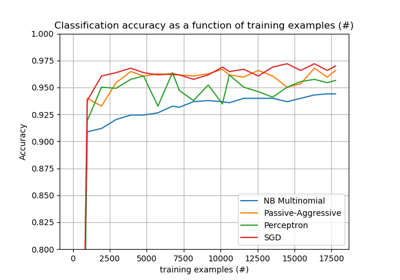 Classification accuracy as a function of training examples (#)
1.000
0.975
0.950
0.925
0.900
0.875
0.850
0.825
0.800
Accuracy
NB Multinomial
Passive-Aggressive
Perceptron
SGD
0 2500 5000 7500 10000 12500 15000 17500
training examples (#)